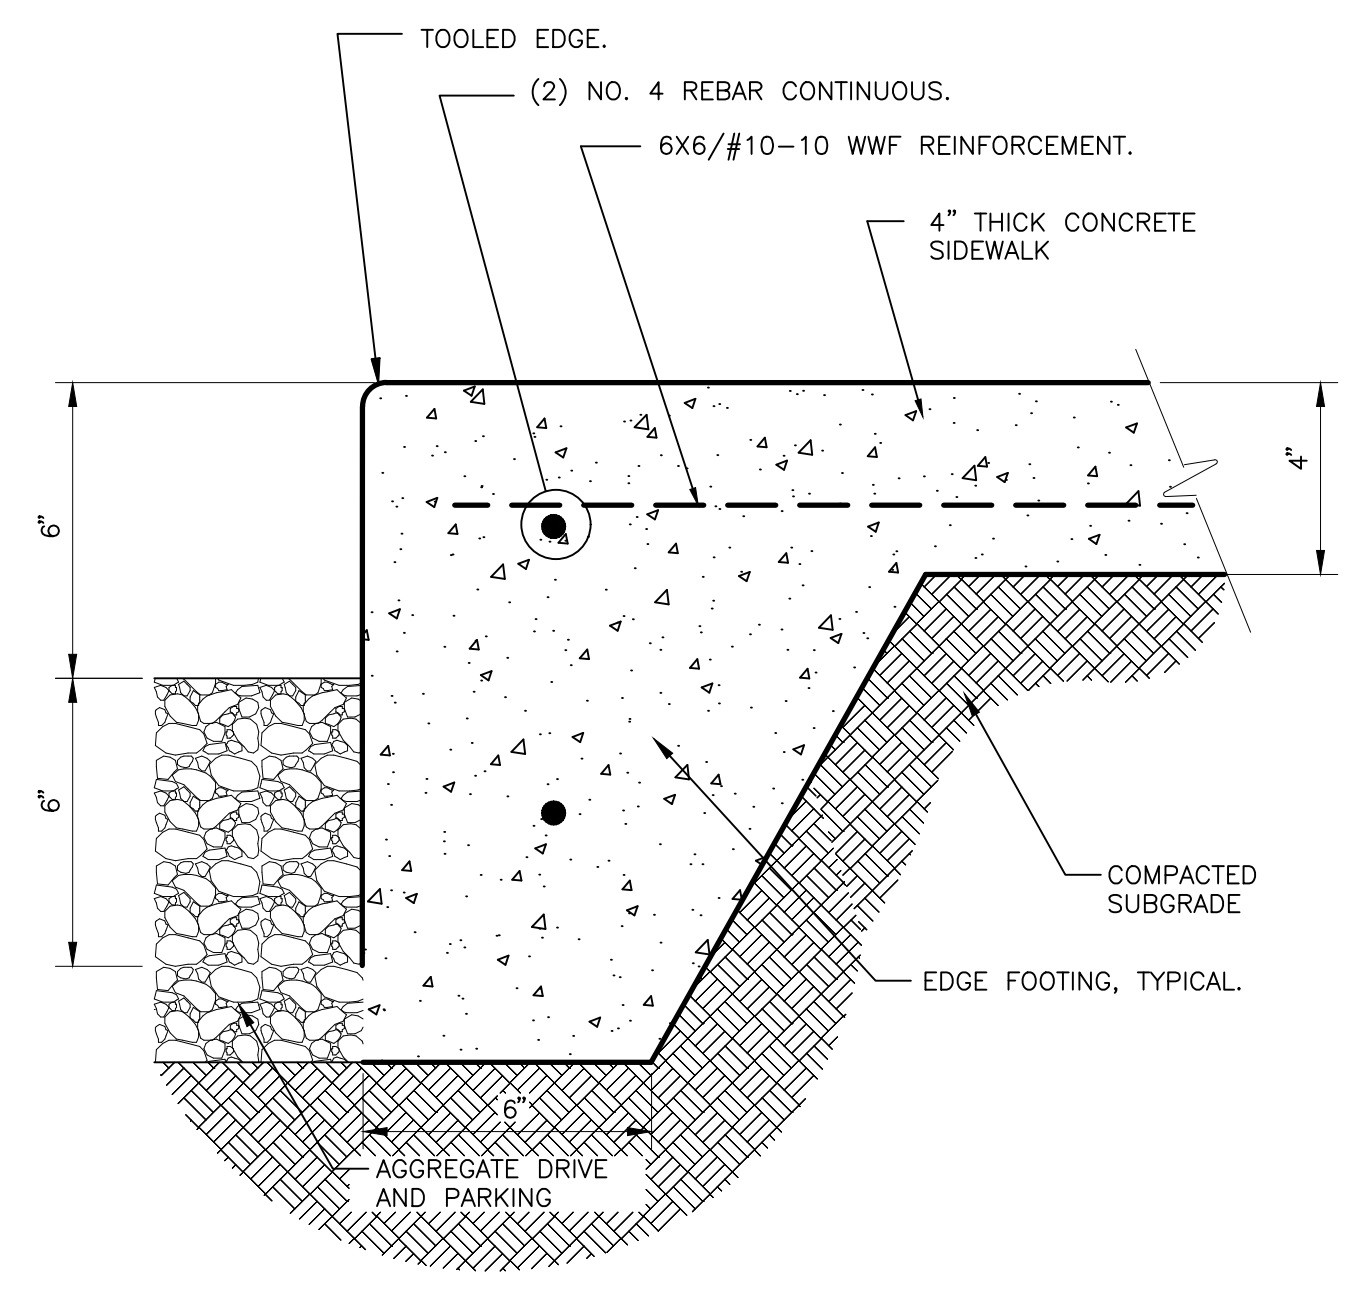 TOOLED EDGE.
(2) NO. 4 REBAR CONTINUOUS.
6X6/#10-10 WWF REINFORCEMENT.
4" THICK CONCRETE
SIDEWALK
4"
6"
6"
COMPACTED
SUBGRADE
EDGE FOOTING, TYPICAL.
6"
AGGREGATE DRIVE
AND PARKING